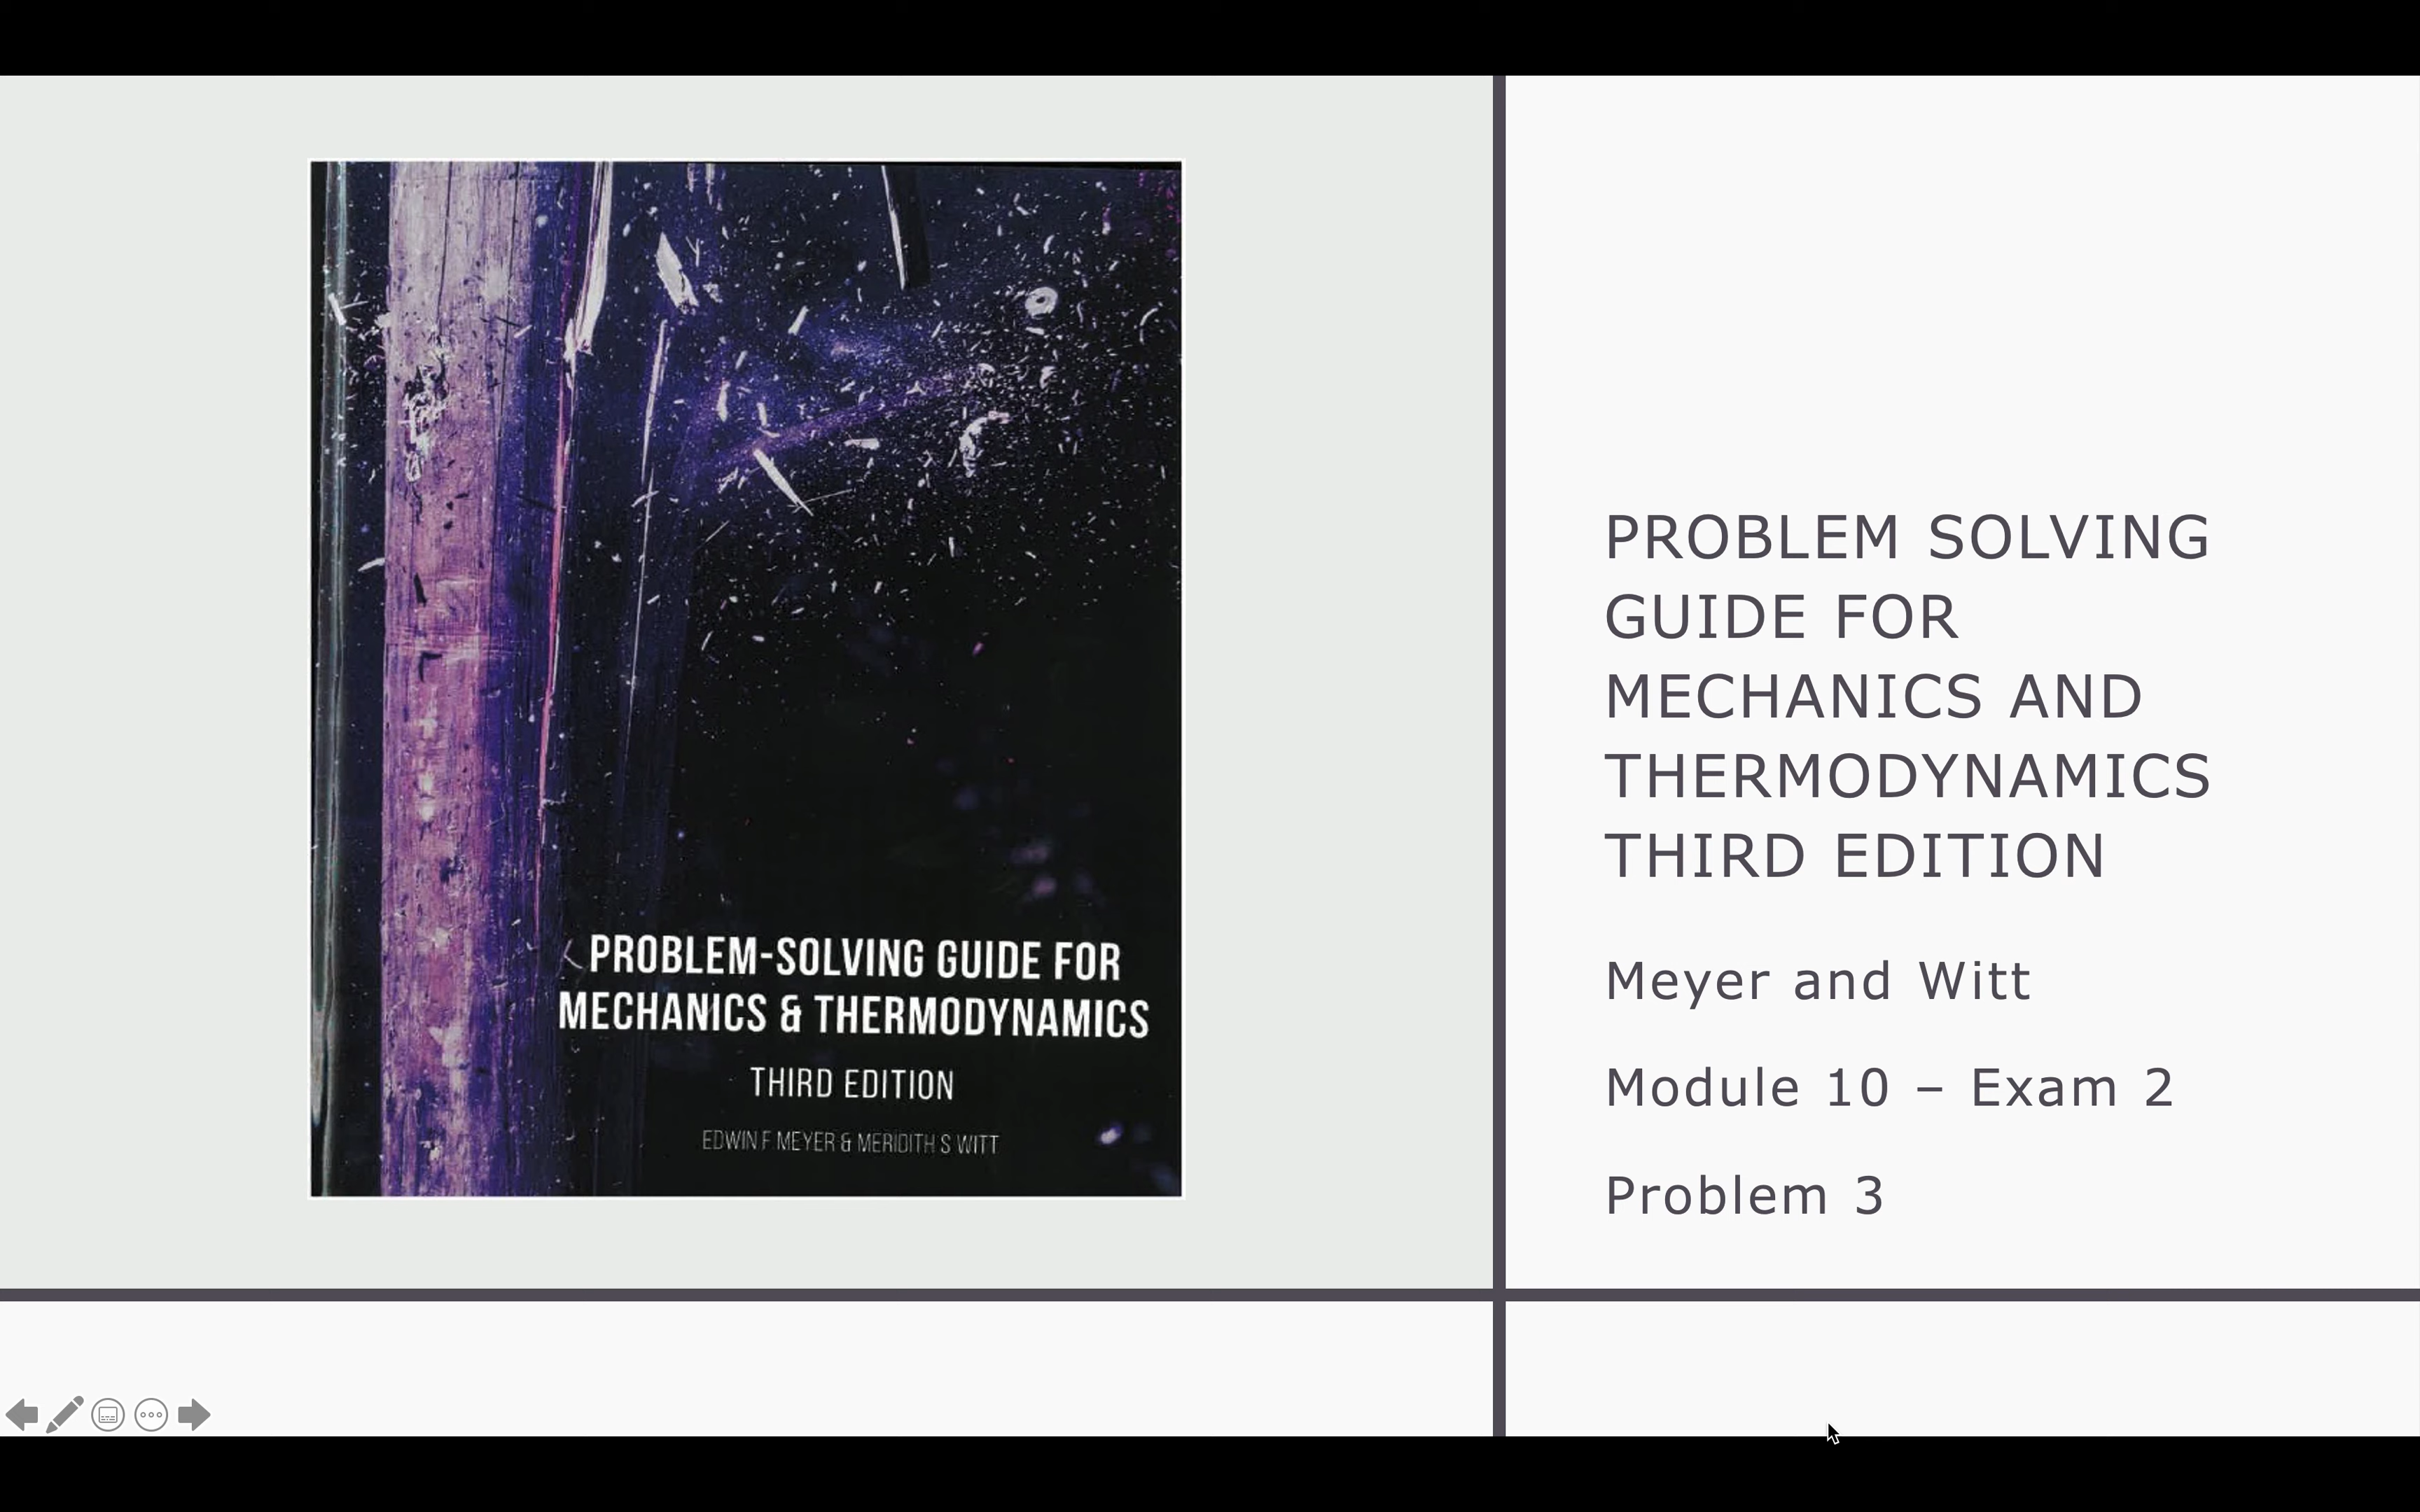 PROBLEM-SOLVING GUIDE FOR
MECHANICS & THERMODYNAMICS
THIRD EDITION
EDWIN F MEYER & MERIDITH S WITT
PROBLEM SOLVING
GUIDE FOR
MECHANICS AND
THERMODYNAMICS
THIRD EDITION
Meyer and Witt
Module 10 – Exam 2
Problem 3